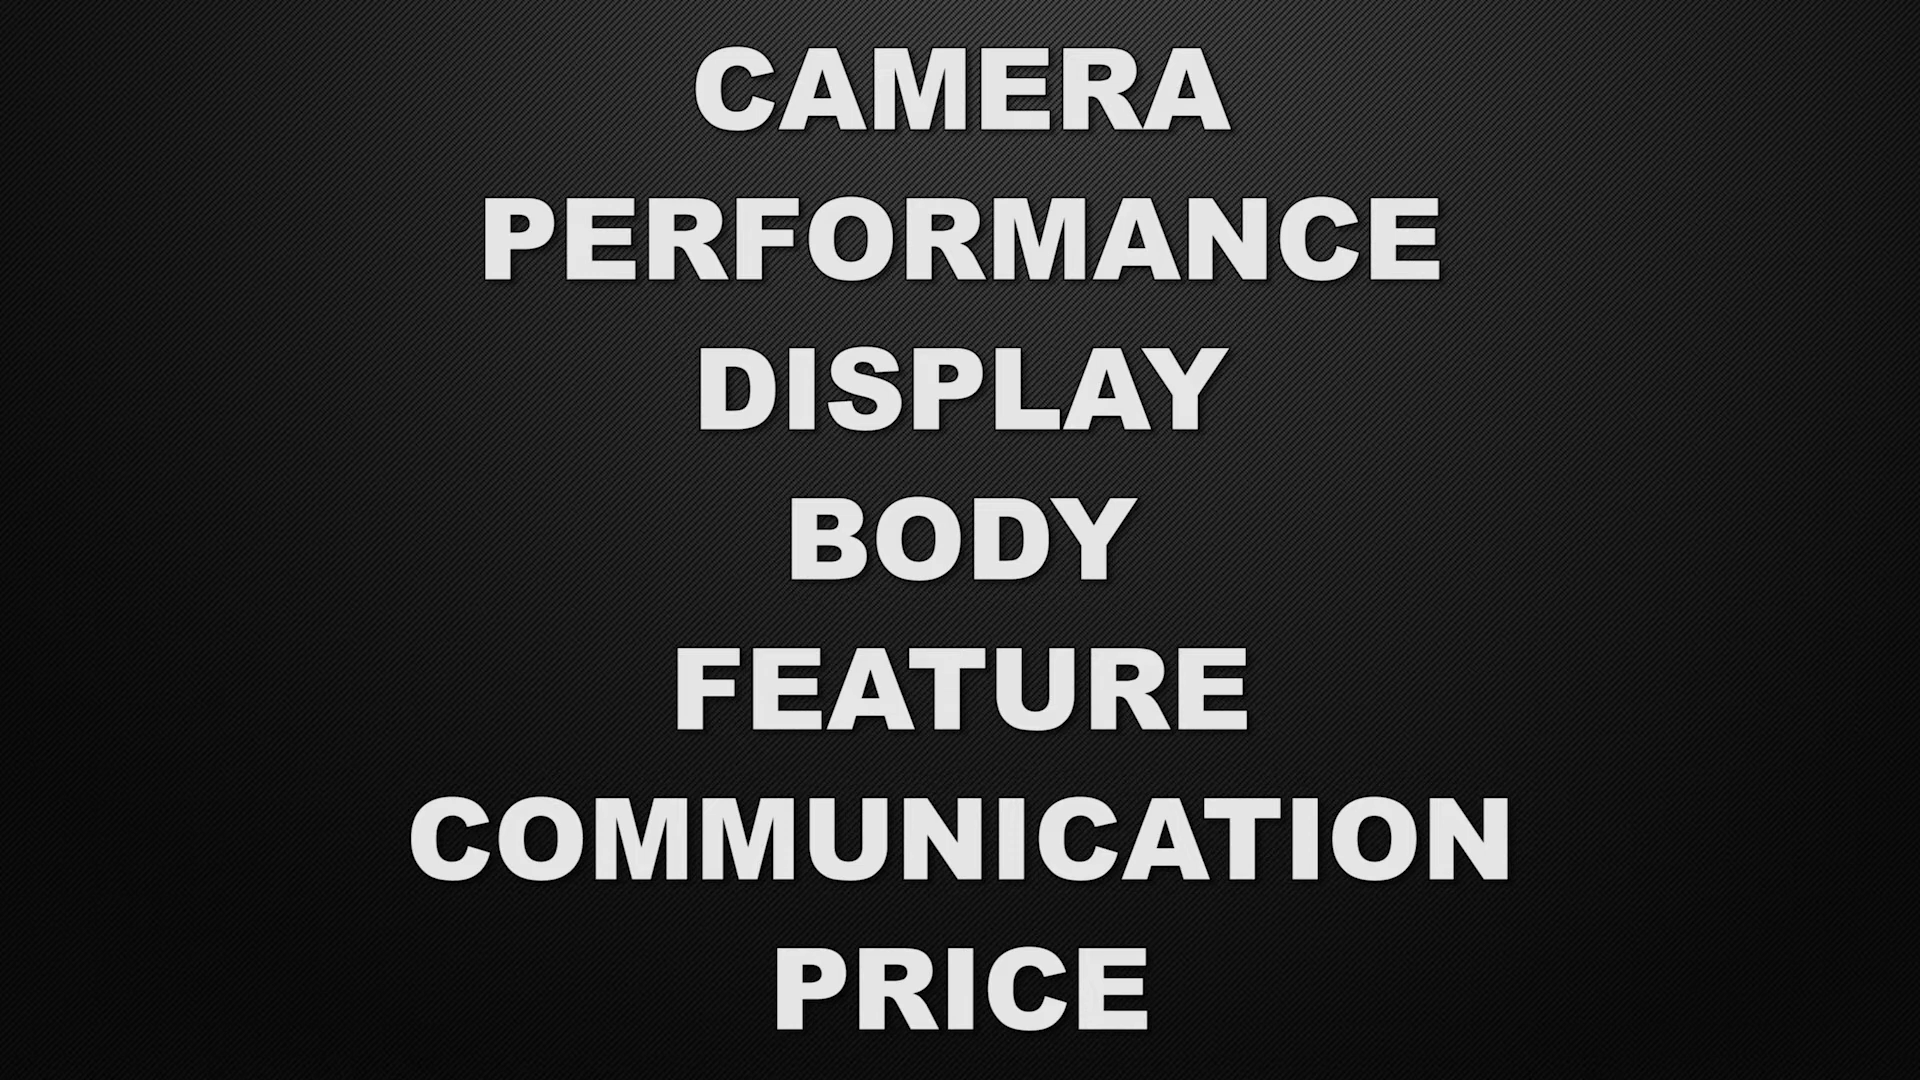 CAMERA
PERFORMANCE
DISPLAY
BODY
FEATURE
COMMUNICATION
PRICE